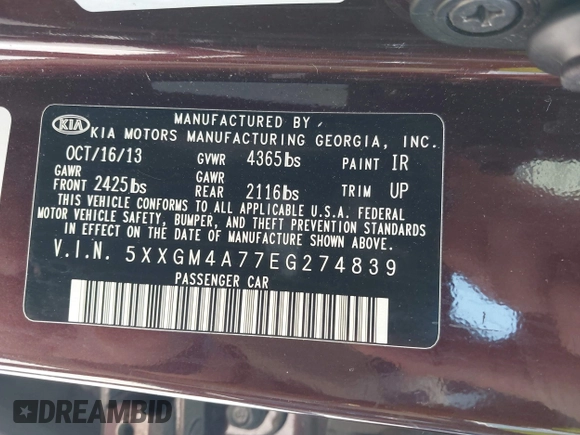 MANUFACTURED BY
KIA KIA MOTORS MANUFACTURING GEORGIA, INC.
OCT/16/13 GVWR 4365lbs PAINT IR
GAWR FRONT 2425lbs GAWR REAR 2116lbs TRIM UP
THIS VEHICLE CONFORMS TO ALL APPLICABLE U.S.A. FEDERAL
MOTOR VEHICLE SAFETY, BUMPER, AND THEFT PREVENTION STANDARDS
IN EFFECT ON THE DATE OF MANUFACTURE SHOWN ABOVE.
V.I.N. 5XXGM4A77EG274839
PASSENGER CAR
DREAMBID